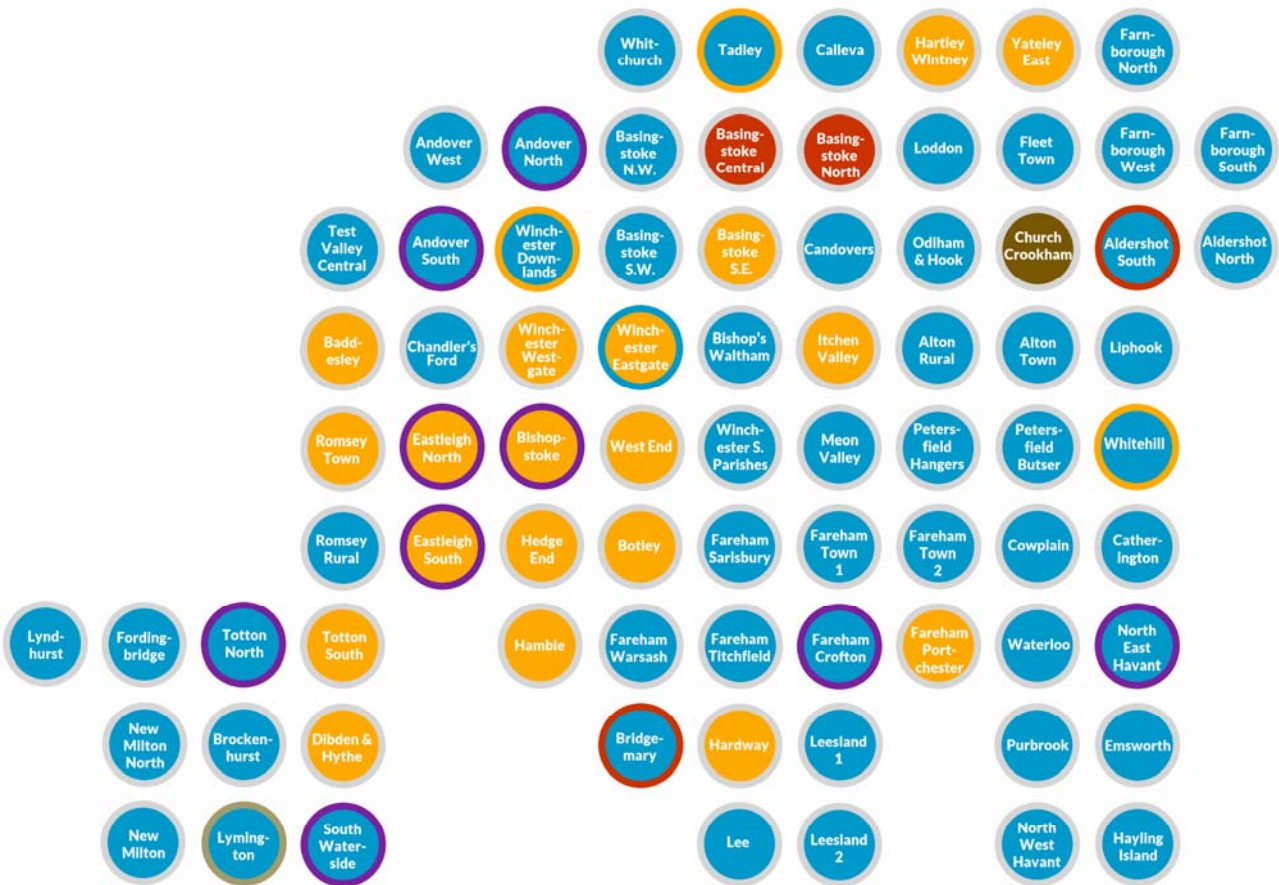 Whit-
church
Tadley
Calleva
Hartley
Wintney
Yateley
East
Farn-
borough
North
Andover
West
Andover
North
Basing-
stoke
N.W.
Basing-
stoke
Central
Basing-
stoke
North
Loddon
Fleet
Town
Farn-
borough
West
Farn-
borough
South
Test
Valley
Central
Andover
South
Winch-
ester
Down-
lands
Basing-
stoke
S.W.
Basing-
stoke
S.E.
Candovers
Odiham
& Hook
Church
Crookham
Aldershot
South
Aldershot
North
Badd-
esley
Chandler's
Ford
Winch-
ester
West-
gate
Winch-
ester
Eastgate
Bishop's
Waltham
Itchen
Valley
Alton
Rural
Alton
Town
Liphook
Romsey
Town
Eastleigh
North
Bishop-
stoke
West End
Winch-
ester S.
Parishes
Meon
Valley
Peters-
field
Hangers
Peters-
field
Butser
Whitehill
Romsey
Rural
Eastleigh
South
Hedge
End
Botley
Fareham
Sarisbury
Fareham
Town
1
Fareham
Town
2
Cowplain
Cather-
ington
Lynd-
hurst
Fording-
bridge
Totton
North
Totton
South
Hamble
Fareham
Warsash
Fareham
Titchfield
Fareham
Crofton
Fareham
Port-
chester
Waterloo
North
East
Havant
New
Milton
North
Brocken-
hurst
Dibden &
Hythe
Bridge-
mary
Hardway
Leesland
1
Purbrook
Emsworth
New
Milton
Lyming-
ton
South
Water-
side
Lee
Leesland
2
North
West
Havant
Hayling
Island